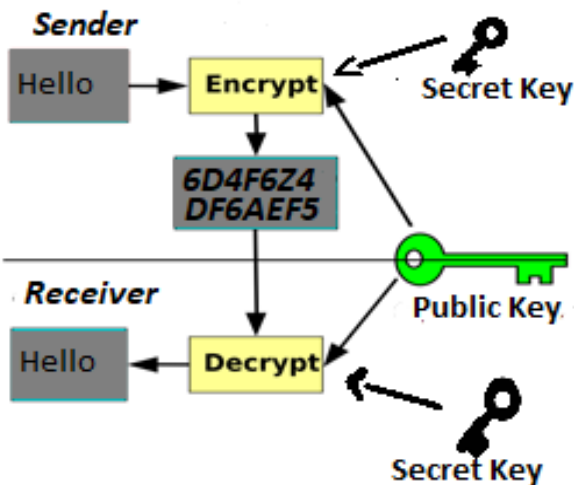 Sender
Hello
Encrypt
Secret Key
6D4F6Z4
DF6AEF5
Receiver
Public Key
Hello
Decrypt
Secret Key